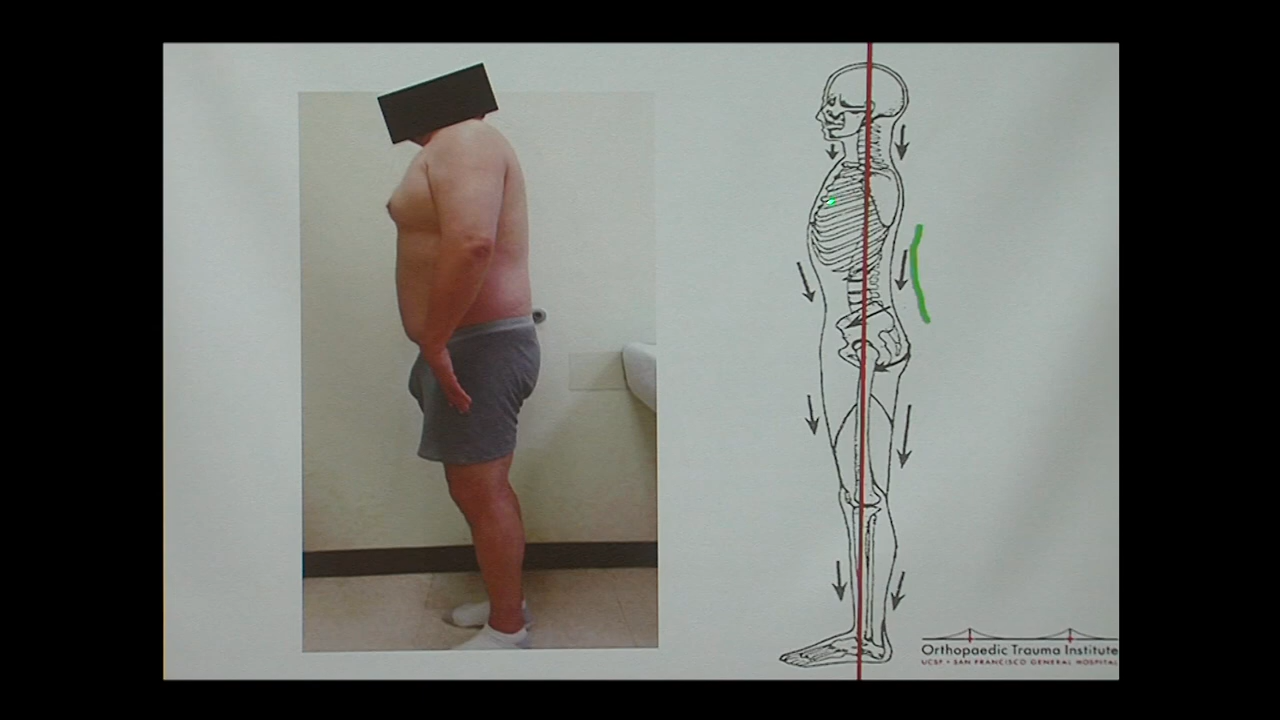 Orthopaedic Trauma Institute
UCSF • SAN FRANCISCO GENERAL HOSPITAL